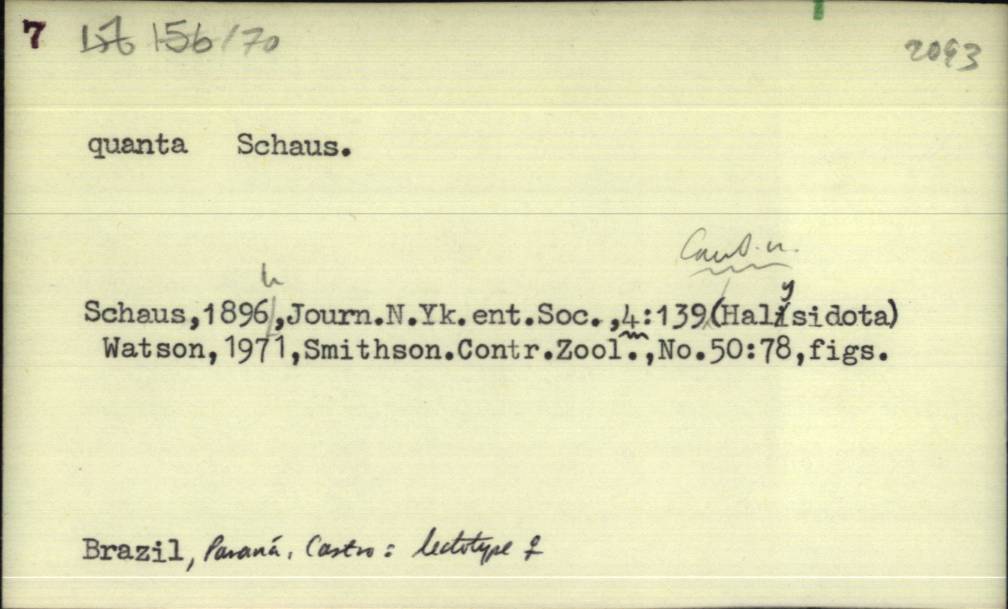 7 156/70
2093
quanta Schaus.
h
y
Schaus,1896,Journ.N.Yk.ent.Soc.,4:139(Halisidota)
Watson,1971,Smithson.Contr.Zool.,No.50:78,figs.
Brazil, Paraná, Castro: lectotype ♀